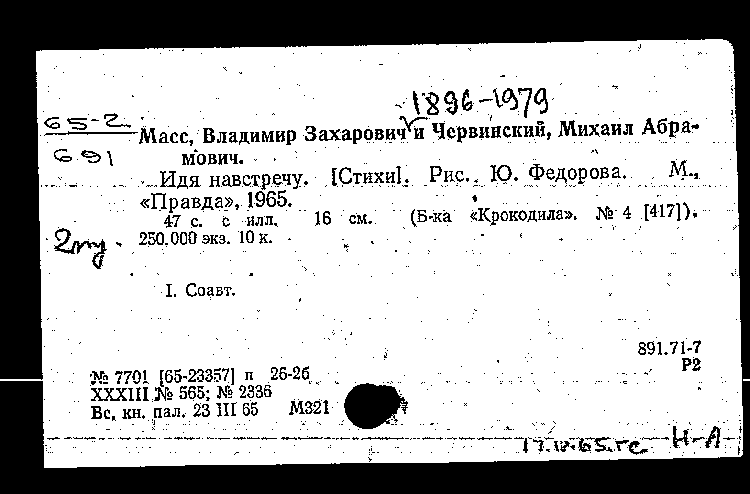 1896-1979
65-2
691
Масс, Владимир Захарович и Червинский, Михаил Абра-
мович.
Идя навстречу. [Стихи]. Рис. Ю. Федорова. М.,
«Правда», 1965.
47 с. с илл. 16 см. (Б-ка «Крокодила». № 4 [417]).
250.000 экз. 10 к.
I. Соавт.
891.71-7
Р2
№ 7701 [65-23357] п 26-26
XXXIII № 565; № 2336
Вс. кн. пал. 23 III 65 М321
Н-А